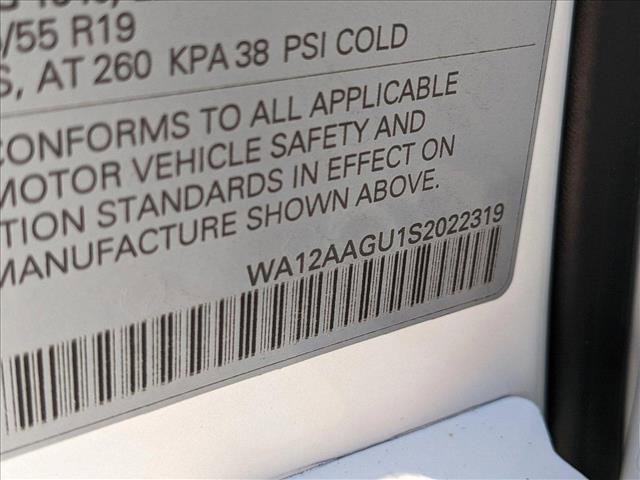 /55 R19
S, AT 260 KPA 38 PSI COLD
CONFORMS TO ALL APPLICABLE
MOTOR VEHICLE SAFETY AND
TION STANDARDS IN EFFECT ON
MANUFACTURE SHOWN ABOVE.
WA12AAGU1S2022319